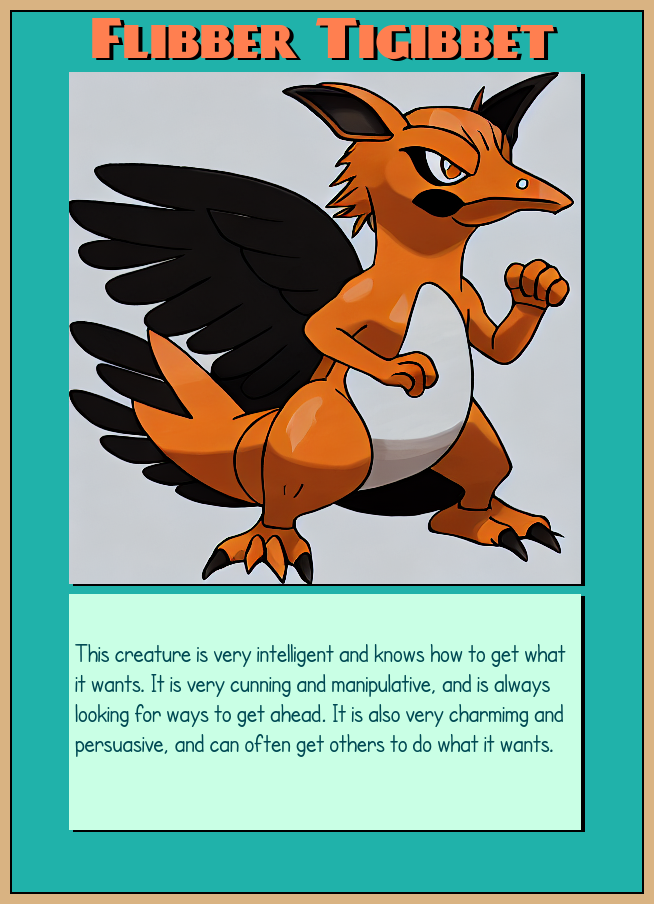 Flibber Tigibbet
This creature is very intelligent and knows how to get what
it wants. It is very cunning and manipulative, and is always
looking for ways to get ahead. It is also very charmimg and
persuasive, and can often get others to do what it wants.